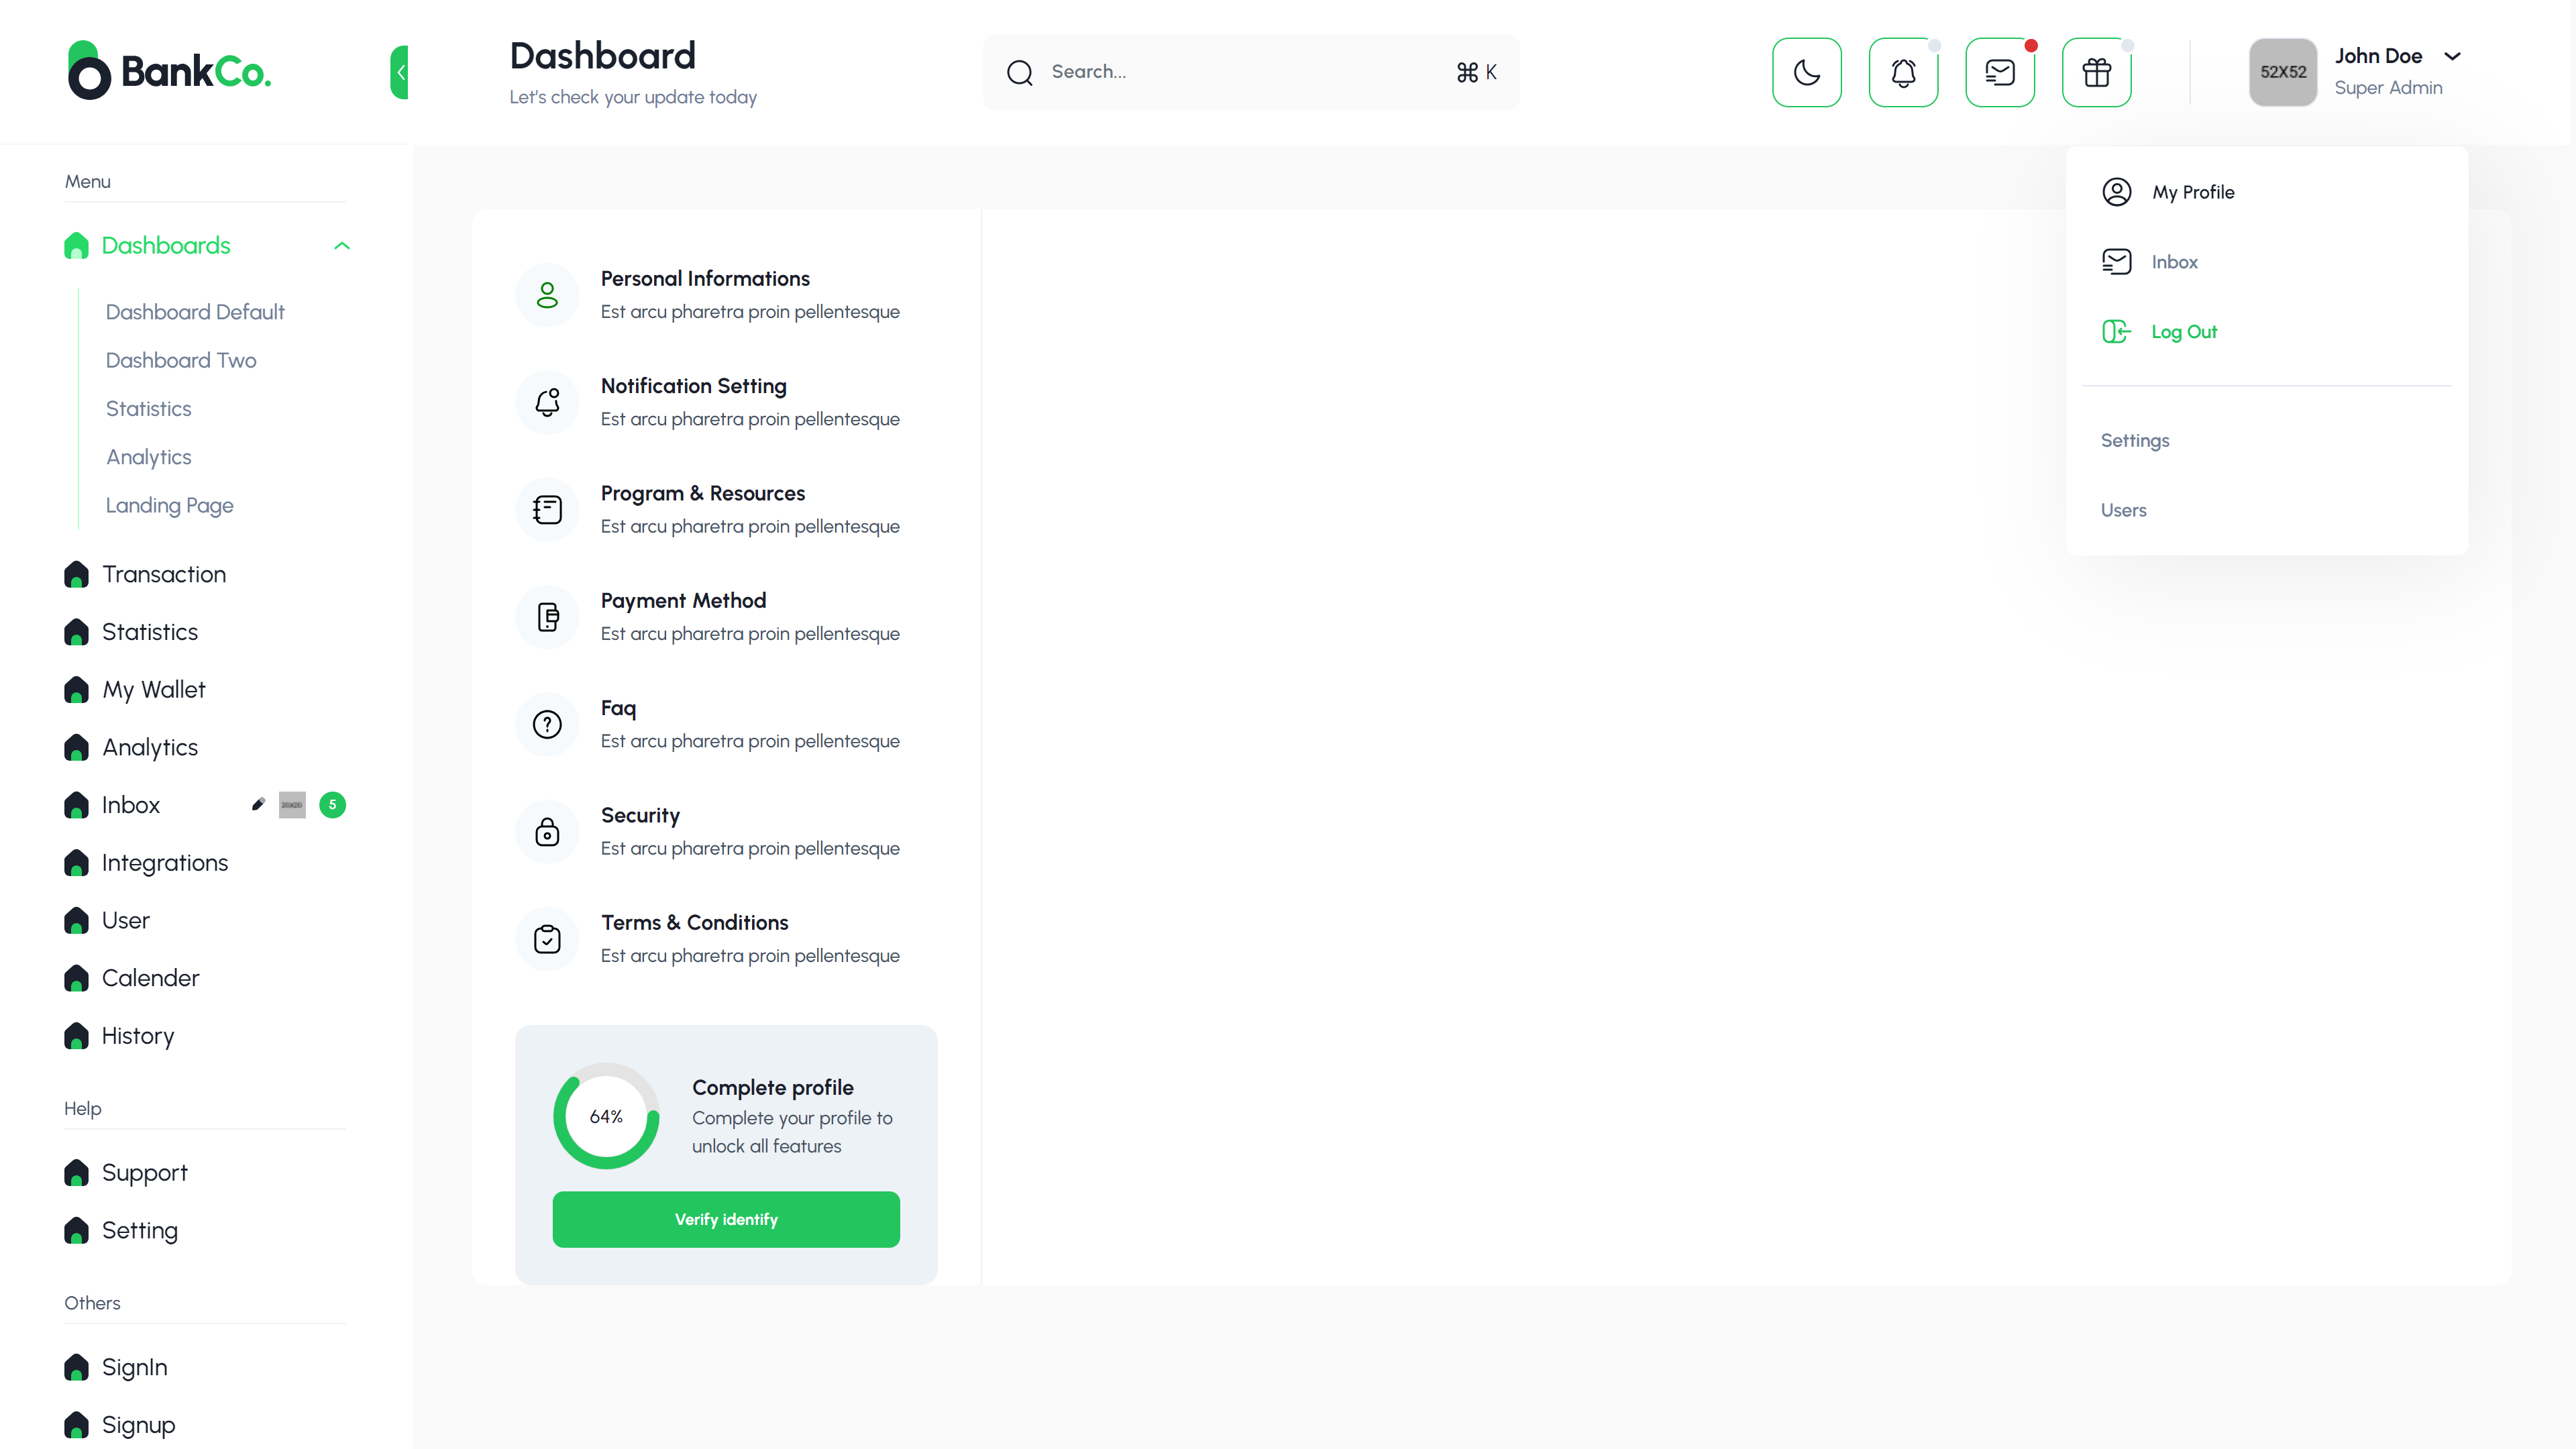 BankCo.
Dashboard
Let's check your update today
Search...
⌘ K
52X52
John Doe
Super Admin
Menu
Dashboards
Dashboard Default
Dashboard Two
Statistics
Analytics
Landing Page
Transaction
Statistics
My Wallet
Analytics
Inbox
5
Integrations
User
Calender
History
Help
Support
Setting
Others
SignIn
Signup
Personal Informations
Est arcu pharetra proin pellentesque
Notification Setting
Est arcu pharetra proin pellentesque
Program & Resources
Est arcu pharetra proin pellentesque
Payment Method
Est arcu pharetra proin pellentesque
Faq
Est arcu pharetra proin pellentesque
Security
Est arcu pharetra proin pellentesque
Terms & Conditions
Est arcu pharetra proin pellentesque
64%
Complete profile
Complete your profile to
unlock all features
Verify identify
My Profile
Inbox
Log Out
Settings
Users